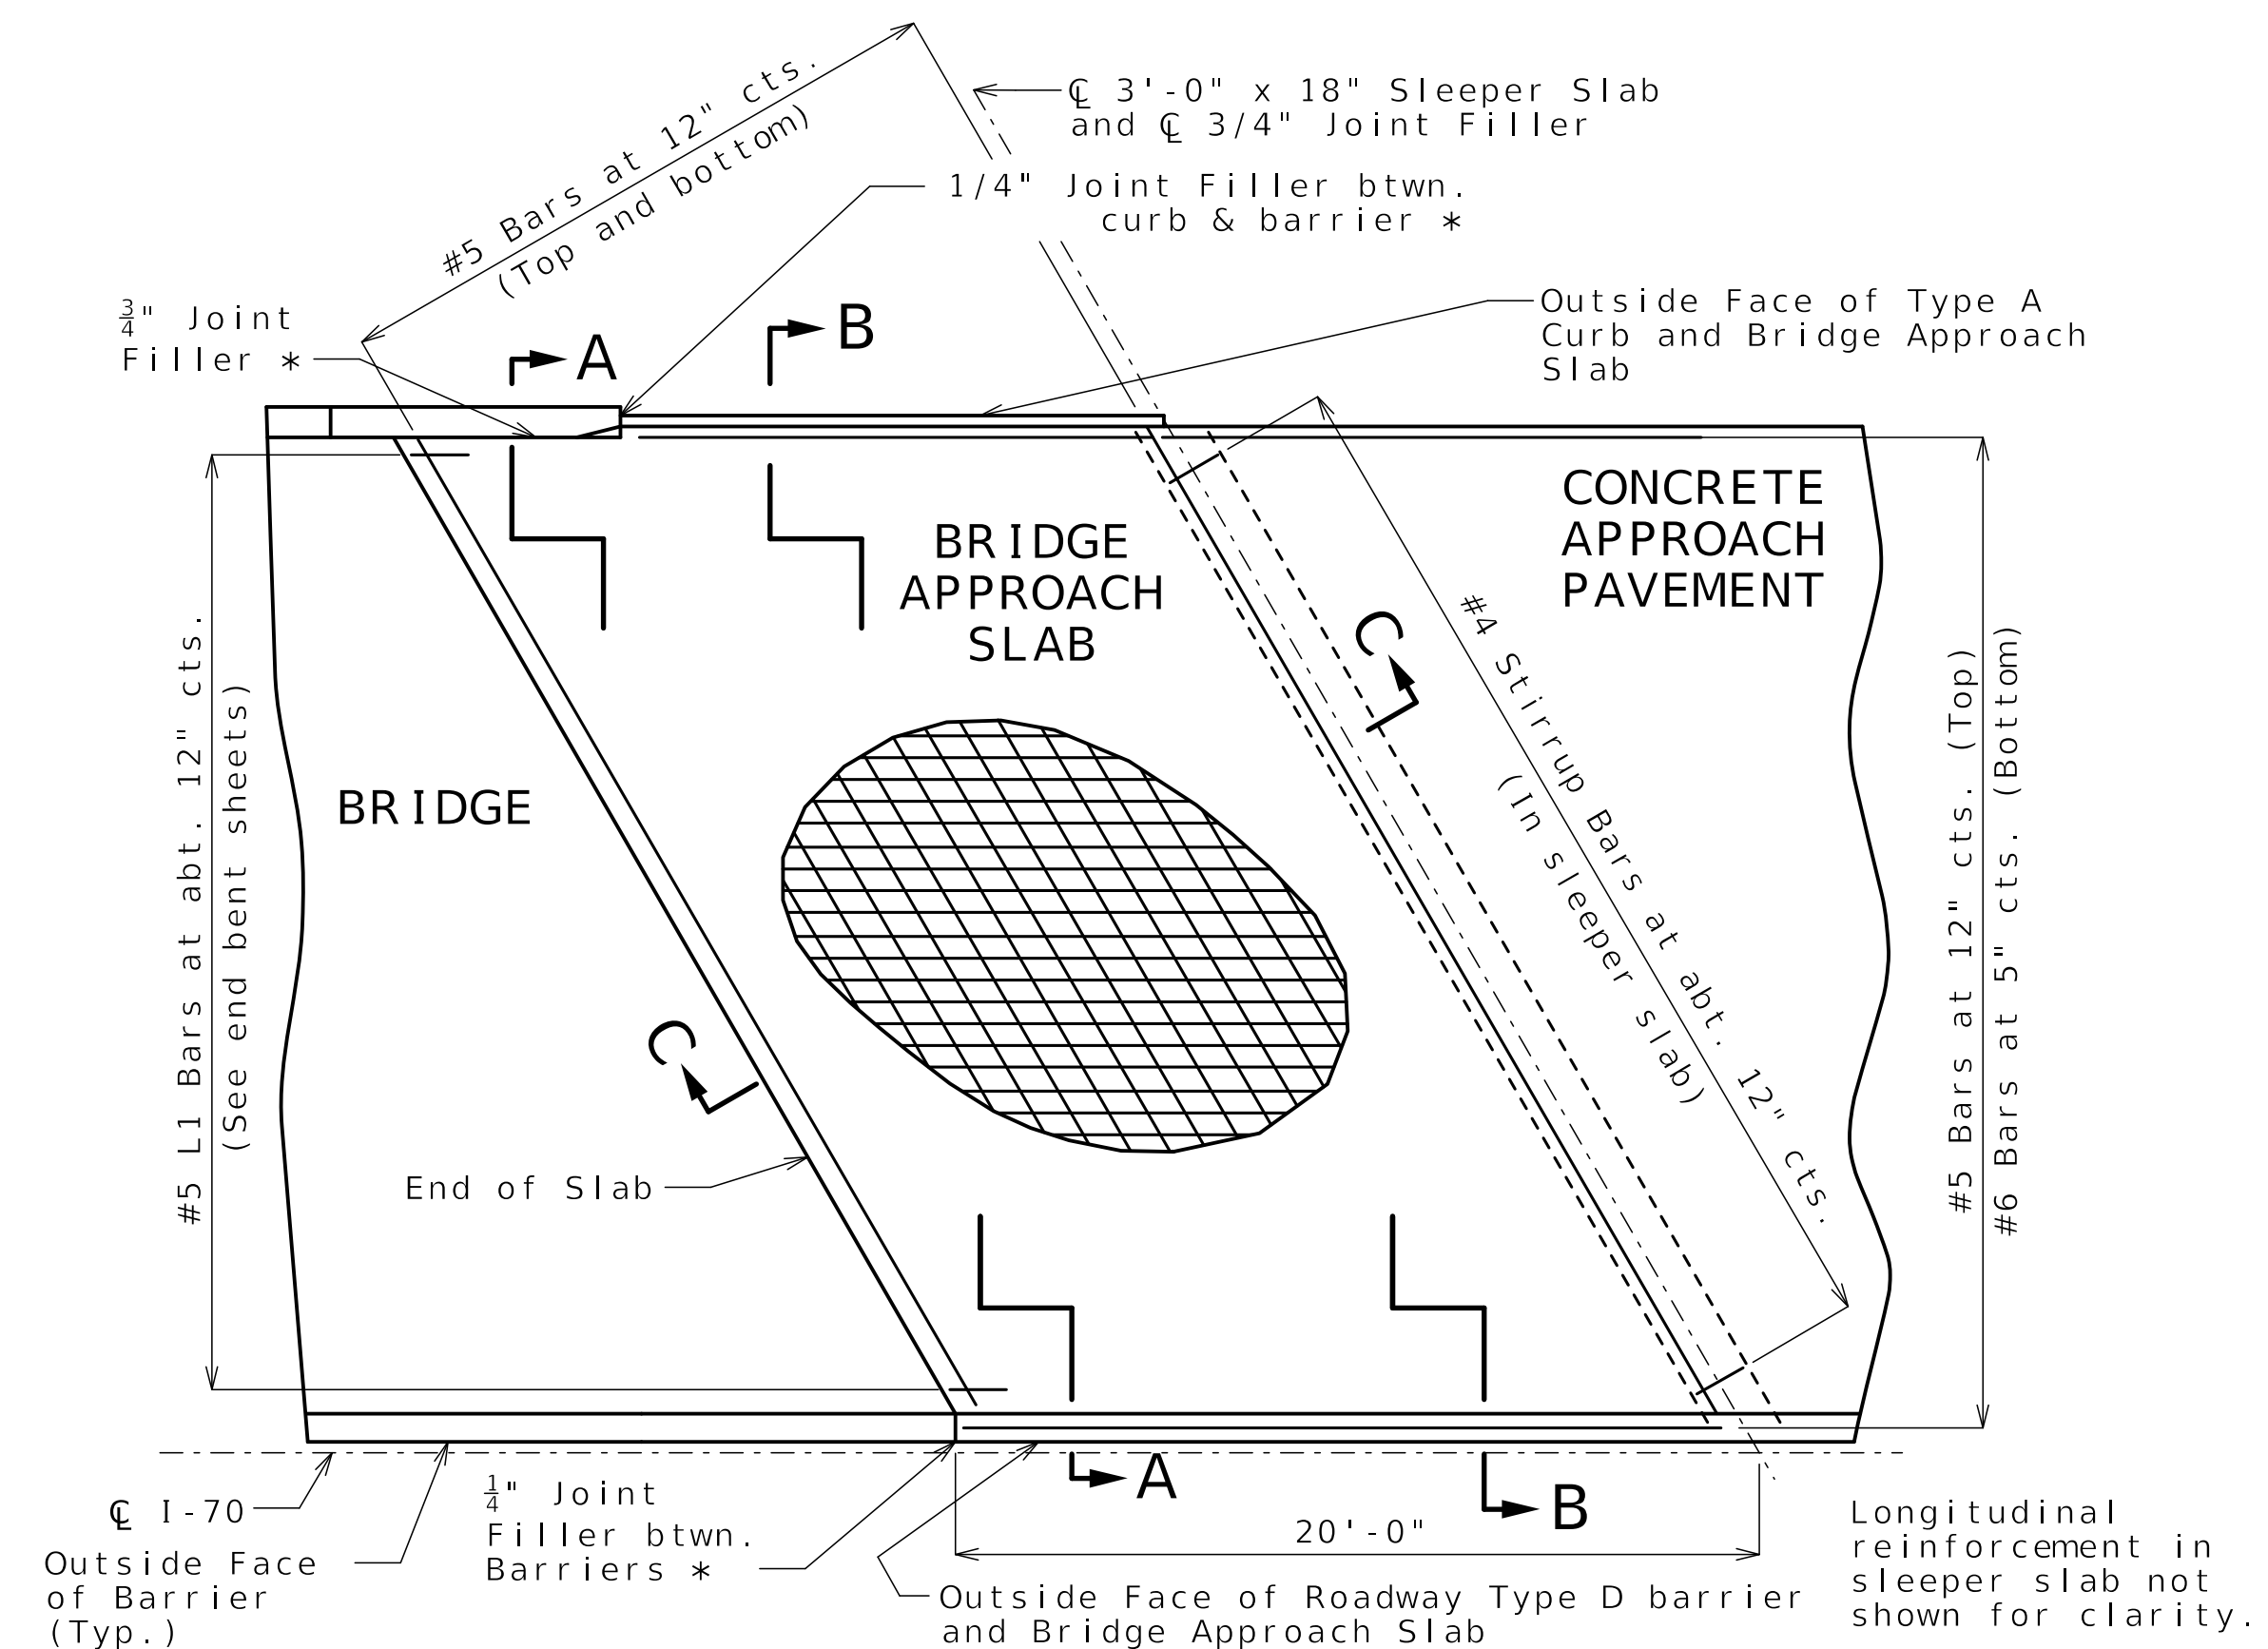 #5 Bars at 12" cts.
(Top and bottom)
℄ 3'-0" x 18" Sleeper Slab
and ℄ 3/4" Joint Filler
1/4" Joint Filler btwn.
curb & barrier *
Outside Face of Type A
Curb and Bridge Approach
Slab
3/4" Joint
Filler *
A
B
BRIDGE
APPROACH
SLAB
CONCRETE
APPROACH
PAVEMENT
#5 L1 Bars at abt. 12" cts.
(See end bent sheets)
BRIDGE
C
#4 Stirrup Bars at abt. 12" cts.
(In sleeper slab)
#5 Bars at 12" cts. (Top)
#6 Bars at 5" cts. (Bottom)
C
End of Slab
A
B
℄ I-70
Outside Face
of Barrier
(Typ.)
1/4" Joint
Filler btwn.
Barriers *
20'-0"
Outside Face of Roadway Type D barrier
and Bridge Approach Slab
Longitudinal
reinforcement in
sleeper slab not
shown for clarity.